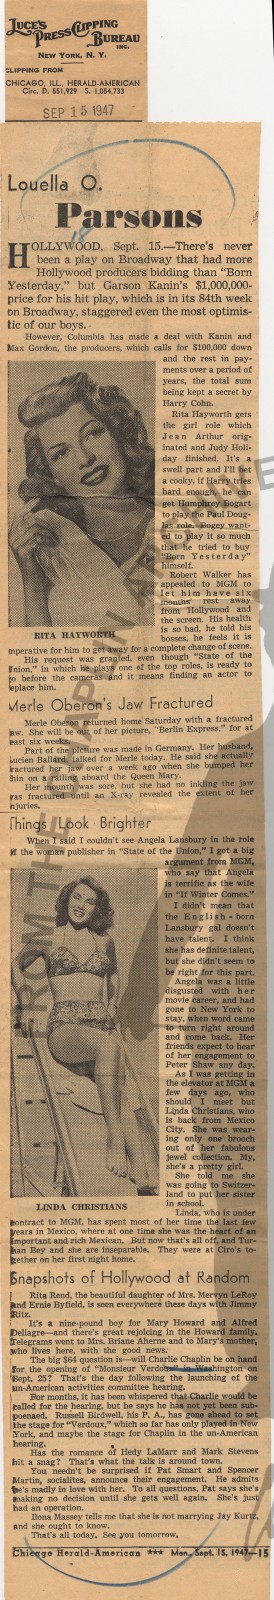 LUCE'S
PRESS CLIPPING
BUREAU
INC.
NEW YORK, N. Y.
CLIPPING FROM
CHICAGO, ILL., HERALD-AMERICAN
Circ. D. 551,929 S. 1,054,733
SEP 15 1947
Louella O.
Parsons
HOLLYWOOD, Sept. 15.—There's never
been a play on Broadway that had more
Hollywood producers bidding than "Born
Yesterday," but Garson Kanin's $1,000,000-
price for his hit play, which is in its 84th week
on Broadway, staggered even the most optimis-
tic of our boys.
However, Columbia has made a deal with Kanin and
Max Gordon, the producers, which calls for $100,000 down
and the rest in pay-
ments over a period of
years, the total sum
being kept a secret by
Harry Cohn.
Rita Hayworth gets
the girl role which
Jean Arthur orig-
inated and Judy Holi-
day finished. It's a
swell part and I'll bet
a cooky, if Harry tries
hard enough, he can
get Humphrey Bogart
to play the Paul Doug-
las role. Bogey want-
ed to play it so much
that he tried to buy
"Born Yesterday"
himself.
Robert Walker has
appealed to MGM to
let him have six
months' rest away
from Hollywood and
the screen. His health
is so bad, he told his
bosses, he feels it is
RITA HAYWORTH
imperative for him to get away for a complete change of scene.
His request was granted, even though "State of the
Union," in which he plays one of the top roles, is ready to
go before the cameras and it means finding an actor to
replace him.
Merle Oberon's Jaw Fractured
Merle Oberon returned home Saturday with a fractured
jaw. She will be out of her picture, "Berlin Express," for at
least six weeks.
Part of the picture was made in Germany. Her husband,
Lucien Ballard, talked for Merle today. He said she actually
fractured her jaw over a week ago when she bumped her
chin on a railing aboard the Queen Mary.
Her mouth was sore, but she had no inkling the jaw
was fractured until an X-ray revealed the extent of her
injuries.
Things Look Brighter
When I said I couldn't see Angela Lansbury in the role
of the woman publisher in "State of the Union," I got a big
argument from MGM,
who say that Angela
is terrific as the wife
in "If Winter Comes."
I didn't mean that
the English-born
Lansbury gal doesn't
have talent. I think
she has definite talent,
but she didn't seem to
be right for this part.
Angela was a little
disgusted with her
movie career, and had
gone to New York to
stay, when word came
to turn right around
and come back. Her
friends expect to hear
of her engagement to
Peter Shaw any day.
As I was getting in
the elevator at MGM a
few days ago, who
should I meet but
Linda Christians, who
is back from Mexico
City. She was wear-
ing only one brooch
out of her fabulous
jewel collection. My,
she's a pretty girl.
She told me she
was going to Switzer-
land to put her sister
in school.
LINDA CHRISTIANS
Linda, who is under
contract to MGM, has spent most of her time the last few
years in Mexico, where at one time she was the heart of an
important and rich Mexican. But now that's all off, and Tur-
han Bey and she are inseparable. They were at Ciro's to-
gether on her first night home.
Snapshots of Hollywood at Random
Rita Rend, the beautiful daughter of Mrs. Mervyn LeRoy
and Ernie Byfield, is seen everywhere these days with Jimmy
Ritz.
It's a nine-pound boy for Mary Howard and Alfred
DeLiagre—and there's great rejoicing in the Howard family.
Telegrams went to Mrs. Briane Aherne and to Mary's mother,
who lives here, with the good news.
The big $64 question is—will Charlie Chaplin be on hand
for the opening of "Monsieur Verdoux" in Washington on
Sept. 25? That's the day following the launching of the
un-American activities committee hearing.
For months, it has been whispered that Charlie would be
called for the hearing, but he says he has not yet been sub-
poenaed. Russell Birdwell, his P. A., has gone ahead to set
the stage for "Verdoux," which so far has only played in New
York, and maybe the stage for Chaplin in the un-American
hearing.
Has the romance of Hedy LaMarr and Mark Stevens
hit a snag? That's what the talk is around town.
You needn't be surprised if Pat Smart and Spencer
Martin, socialites, announce their engagement. He admits
he's madly in love with her. To all questions, Pat says she's
making no decision until she gets well again. She's just
had an operation.
Ilona Massey tells me that she is not marrying Jay Kurtz,
and she ought to know.
That's all today. See you tomorrow.
Chicago Herald-American *** Mon., Sept. 15, 1947—15
FROM THE CHAPLIN ARCHIVE